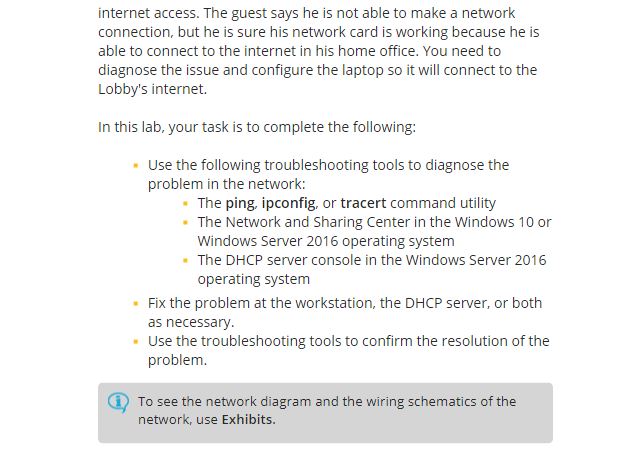 internet access. The guest says he is not able to make a network
connection, but he is sure his network card is working because he is
able to connect to the internet in his home office. You need to
diagnose the issue and configure the laptop so it will connect to the
Lobby's internet.
In this lab, your task is to complete the following:
Use the following troubleshooting tools to diagnose the
problem in the network:
The ping, ipconfig, or tracert command utility
The Network and Sharing Center in the Windows 10 or
Windows Server 2016 operating system
The DHCP server console in the Windows Server 2016
operating system
Fix the problem at the workstation, the DHCP server, or both
as necessary.
Use the troubleshooting tools to confirm the resolution of the
problem.
To see the network diagram and the wiring schematics of the
network, use Exhibits.